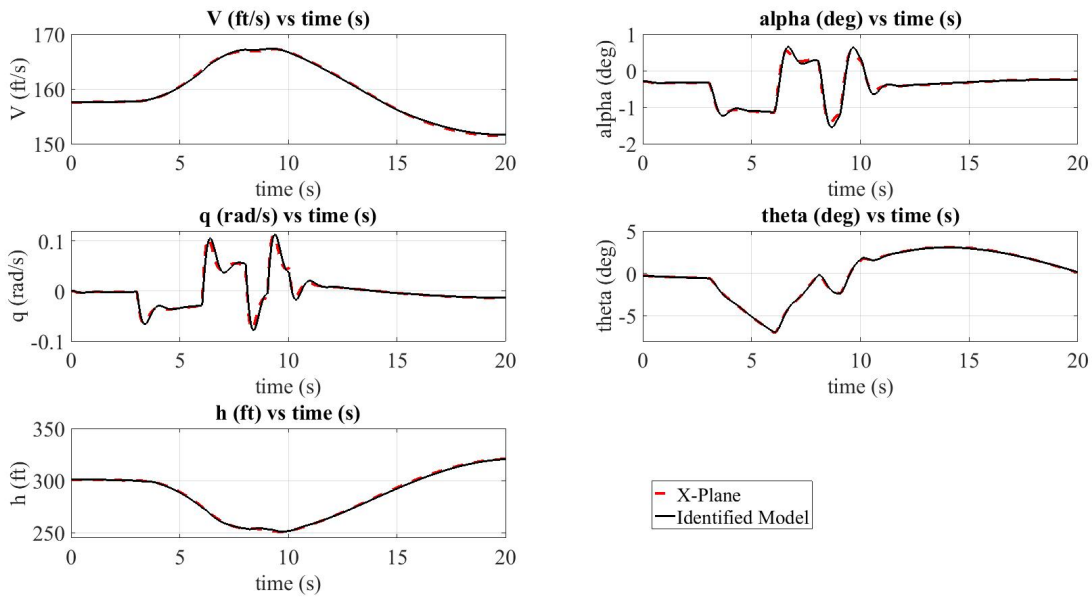 V (ft/s) vs time (s)
V (ft/s)
170
160
150
0 5 10 15 20
time (s)
alpha (deg) vs time (s)
alpha (deg)
1
0
-1
-2
0 5 10 15 20
time (s)
q (rad/s) vs time (s)
q (rad/s)
0.1
0
-0.1
0 5 10 15 20
time (s)
theta (deg) vs time (s)
theta (deg)
5
0
-5
0 5 10 15 20
time (s)
h (ft) vs time (s)
h (ft)
350
300
250
0 5 10 15 20
time (s)
X-Plane
Identified Model